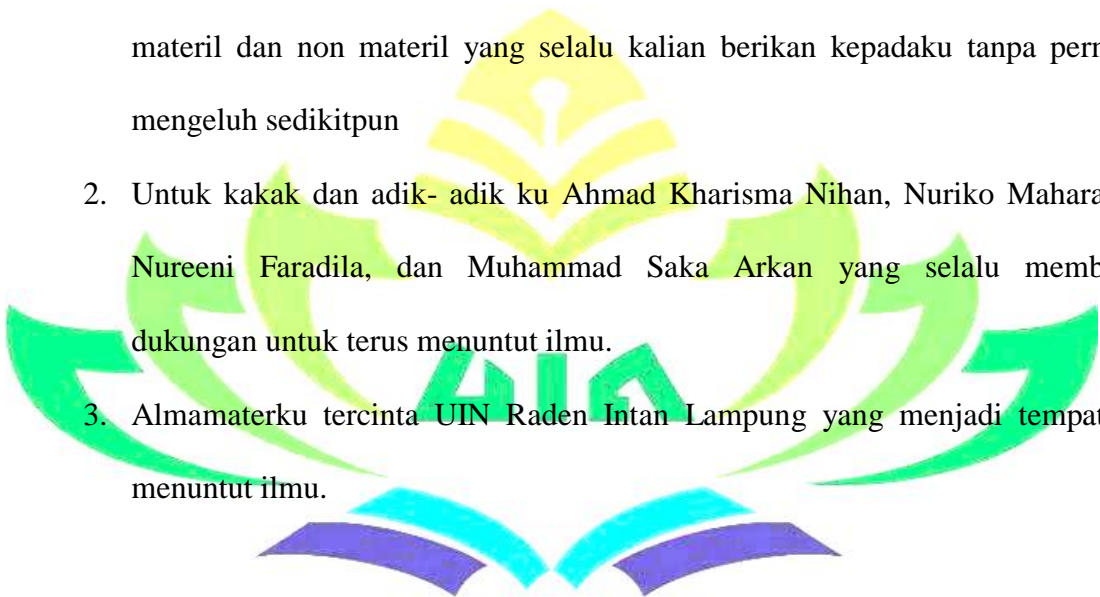 materil dan non materil yang selalu kalian berikan kepadaku tanpa
mengeluh sedikitpun
2. Untuk kakak dan adik- adik ku Ahmad Kharisma Nihan, Nuriko
Nureeni Faradila, dan Muhammad Saka Arkan yang selalu
dukungan untuk terus menuntut ilmu.
UIN
3. Almamaterku tercinta UIN Raden Intan Lampung yang menjadi tempat
menuntut ilmu.